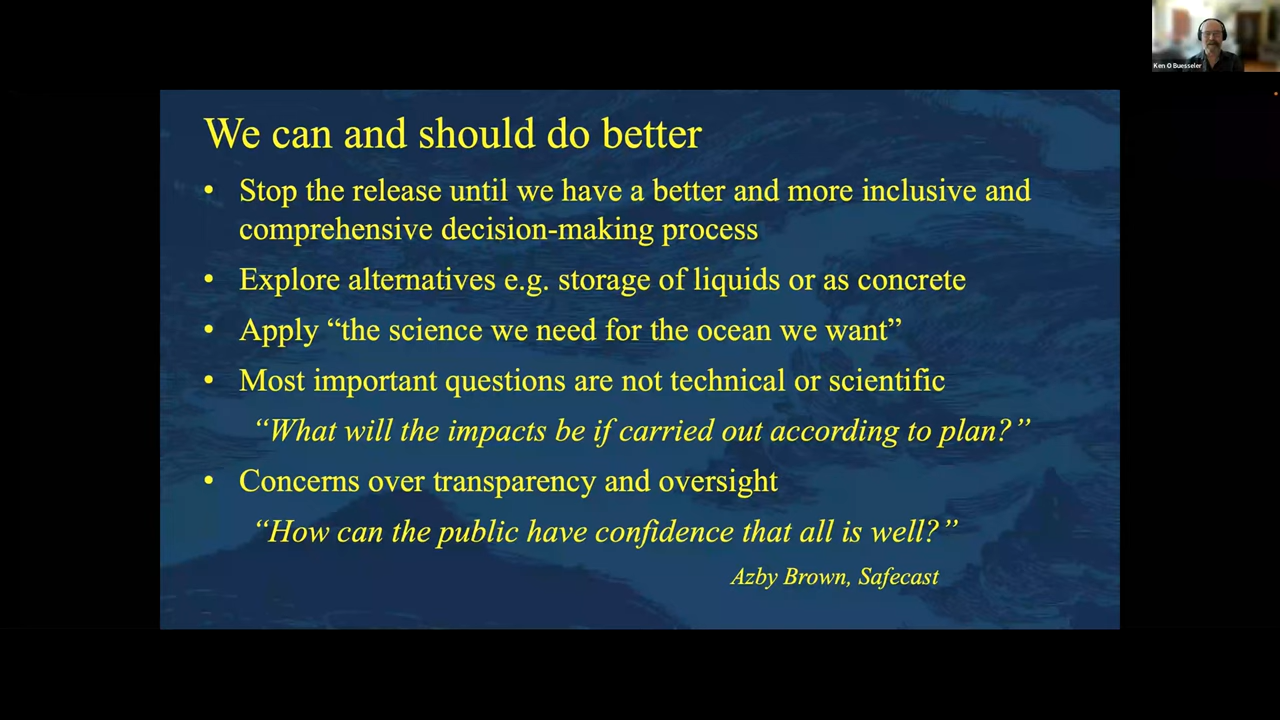 Ken O Buesseler
We can and should do better
• Stop the release until we have a better and more inclusive and
comprehensive decision-making process
• Explore alternatives e.g. storage of liquids or as concrete
• Apply “the science we need for the ocean we want”
• Most important questions are not technical or scientific
“What will the impacts be if carried out according to plan?”
• Concerns over transparency and oversight
“How can the public have confidence that all is well?”
Azby Brown, Safecast